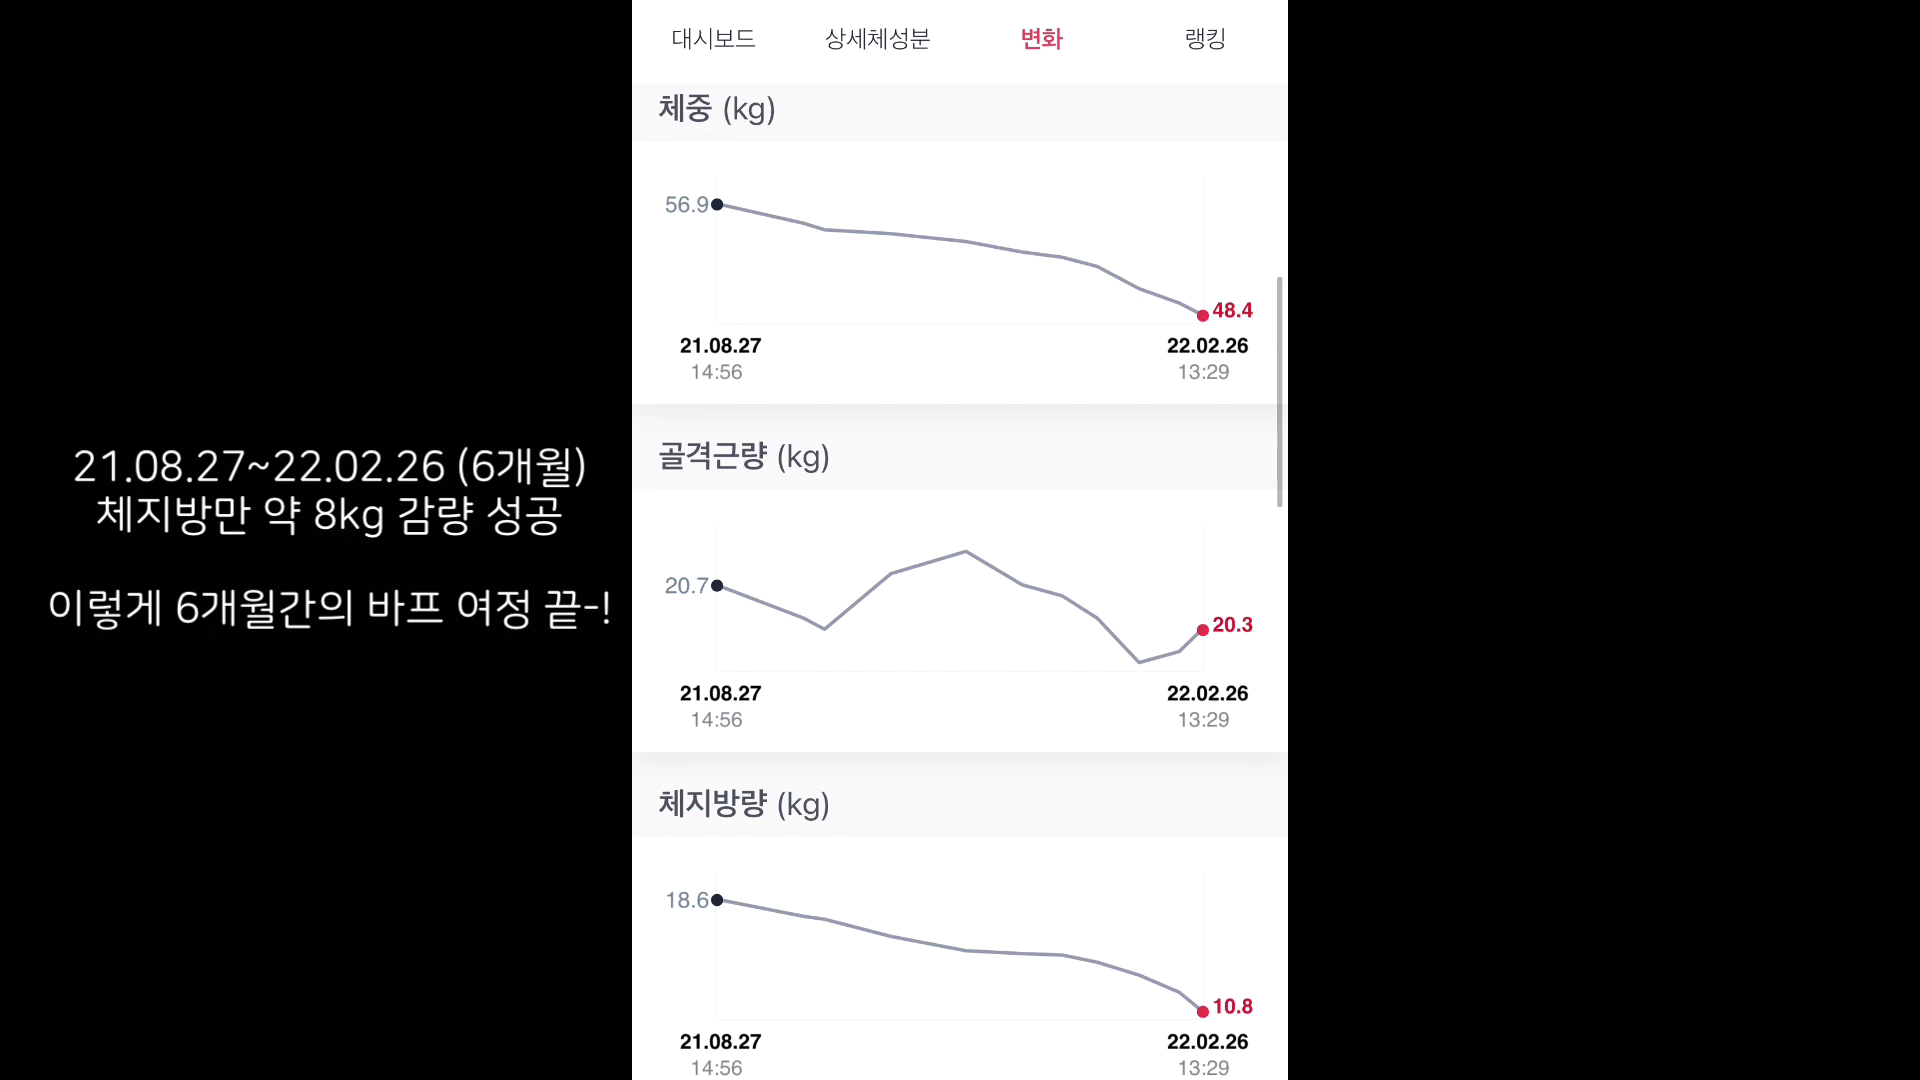 대시보드 상세체성분 변화 랭킹
체중 (kg)
56.9
48.4
21.08.27 22.02.26
14:56 13:29
골격근량 (kg)
20.7
20.3
21.08.27 22.02.26
14:56 13:29
체지방량 (kg)
18.6
10.8
21.08.27 22.02.26
14:56 13:29
21.08.27~22.02.26 (6개월)
체지방만 약 8kg 감량 성공
이렇게 6개월간의 바프 여정 끝-!